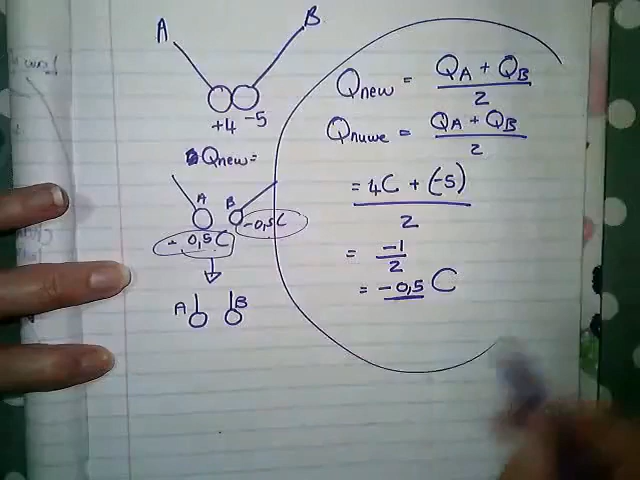 A
B
+4 -5
Qnew =
A
B
- 0,5C
-0,5C
A
B
Qnew = QA + QB / 2
Qnuwe = QA + QB / 2
= 4C + (-5) / 2
= -1 / 2
= -0,5 C